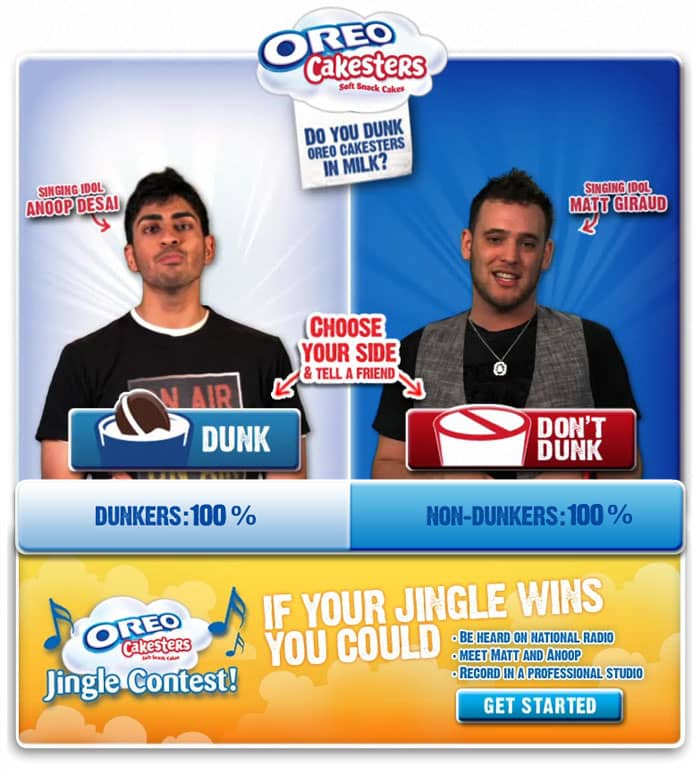 OREO
Cakesters
Soft Snack Cakes
DO YOU DUNK
OREO CAKESTERS
IN MILK?
SINGING IDOL
ANOOP DESAI
SINGING IDOL
MATT GIRAUD
CHOOSE
YOUR SIDE
& TELL A FRIEND
ON AIR
DUNK
DON'T
DUNK
DUNKERS: 100 %
NON-DUNKERS: 100 %
OREO
Cakesters
Soft Snack Cakes
Jingle Contest!
IF YOUR JINGLE WINS
YOU COULD
• BE HEARD ON NATIONAL RADIO
• MEET MATT AND ANOOP
• RECORD IN A PROFESSIONAL STUDIO
GET STARTED